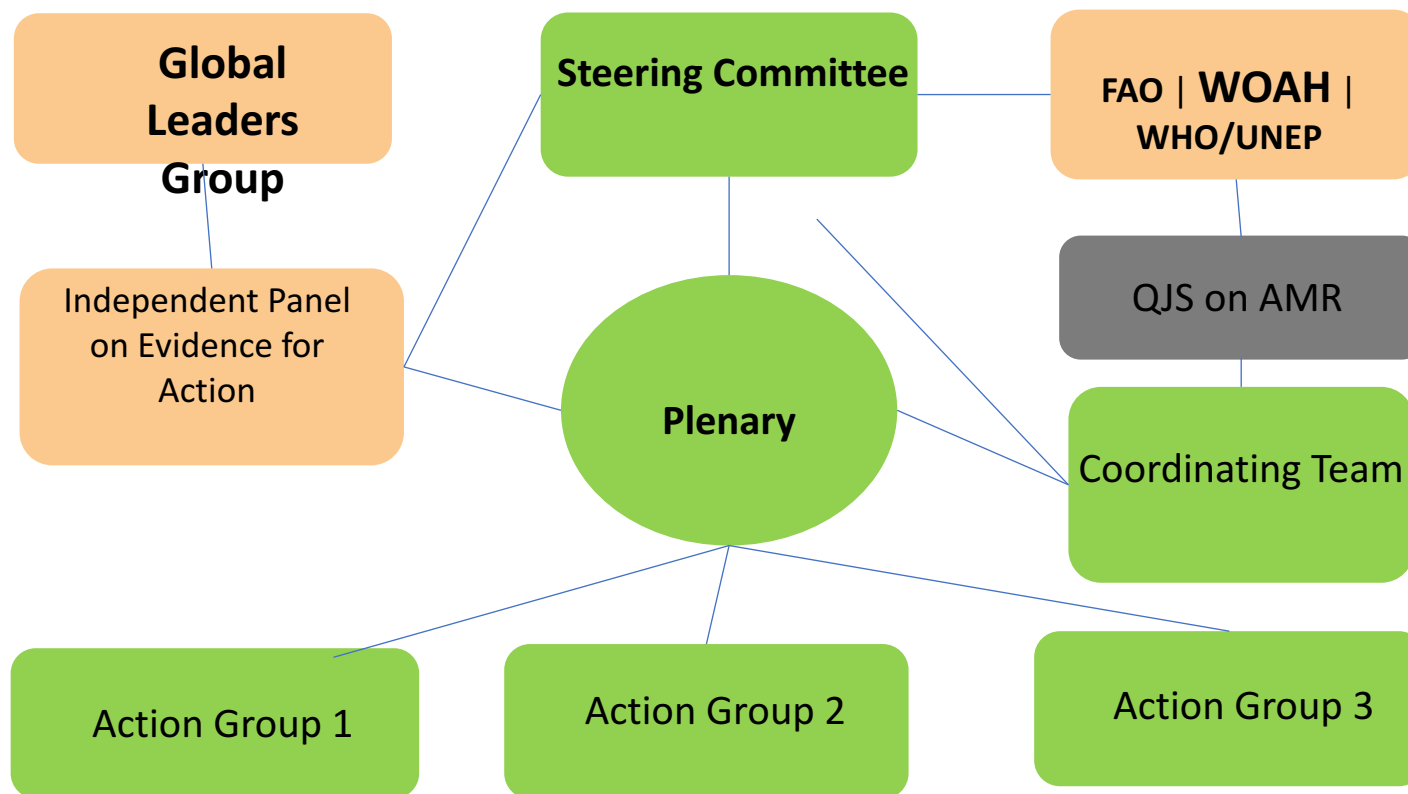 Global
Leaders
Group
Steering Committee
FAO | WOAH |
WHO/UNEP
Independent Panel
on Evidence for
Action
QJS on AMR
Plenary
Coordinating Team
Action Group 1
Action Group 2
Action Group 3